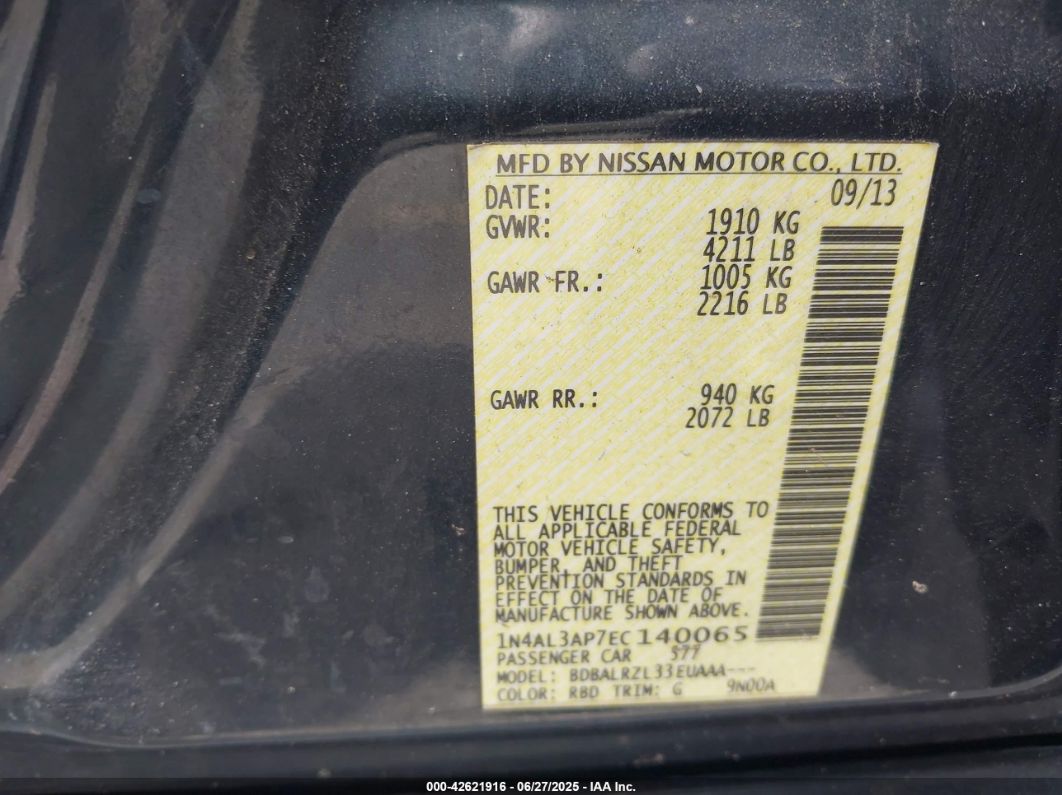 MFD BY NISSAN MOTOR CO., LTD.
DATE: 09/13
GVWR: 1910 KG
4211 LB
GAWR FR.: 1005 KG
2216 LB
GAWR RR.: 940 KG
2072 LB
THIS VEHICLE CONFORMS TO
ALL APPLICABLE FEDERAL
MOTOR VEHICLE SAFETY,
BUMPER, AND THEFT
PREVENTION STANDARDS IN
EFFECT ON THE DATE OF
MANUFACTURE SHOWN ABOVE.
1N4AL3AP7EC140065
PASSENGER CAR 577
MODEL: BDBALRZL33EUAAA---
COLOR: RBD TRIM: G 9N00A
000-42621916 - 06/27/2025 - IAA Inc.